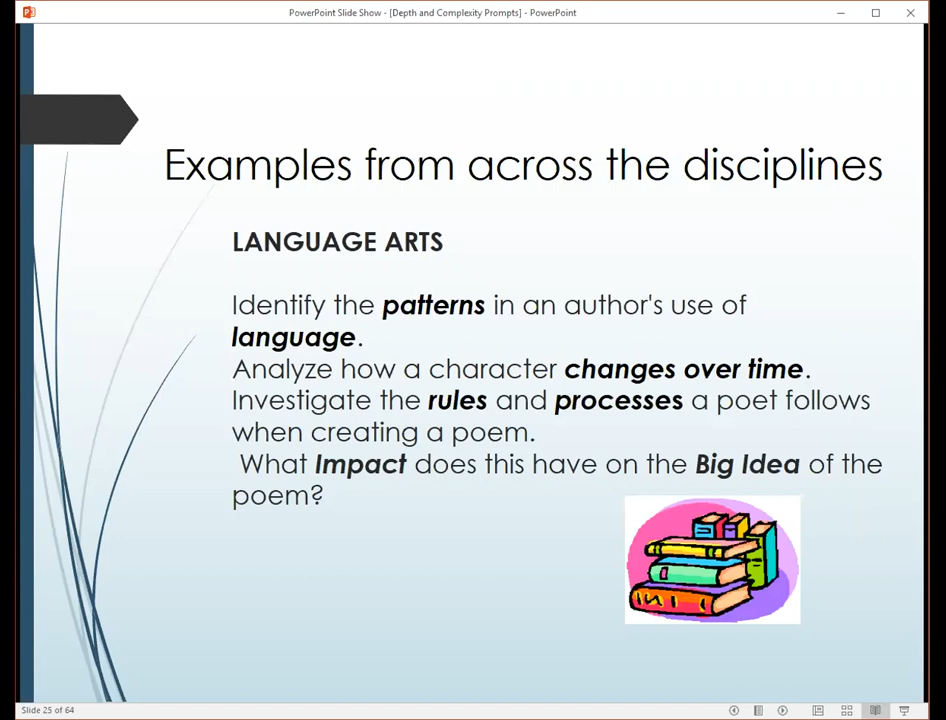 PowerPoint Slide Show - [Depth and Complexity Prompts] - PowerPoint
Examples from across the disciplines
LANGUAGE ARTS
Identify the patterns in an author's use of
language.
Analyze how a character changes over time.
Investigate the rules and processes a poet follows
when creating a poem.
What Impact does this have on the Big Idea of the
poem?
Slide 25 of 64